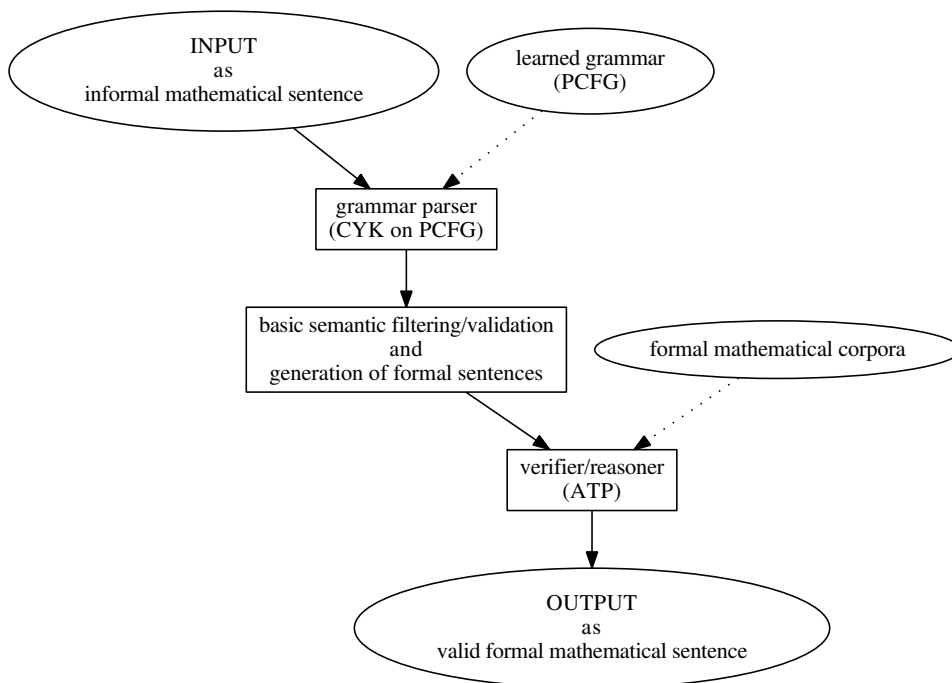 INPUT
as
informal mathematical sentence
learned grammar
(PCFG)
grammar parser
(CYK on PCFG)
basic semantic filtering/validation
and
generation of formal sentences
formal mathematical corpora
verifier/reasoner
(ATP)
OUTPUT
as
valid formal mathematical sentence